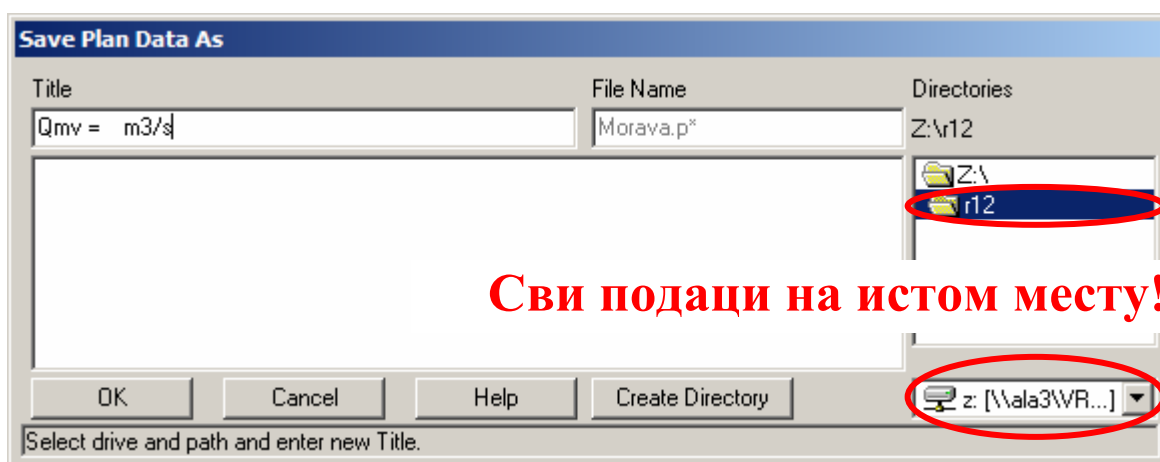 Save Plan Data As
Title File Name Directories
Qmv = m3/s Morava.p* Z:\r12
Z:\
r12
Сви подаци на истом месту!
OK Cancel Help Create Directory z: [\\ala3\VR...]
Select drive and path and enter new Title.